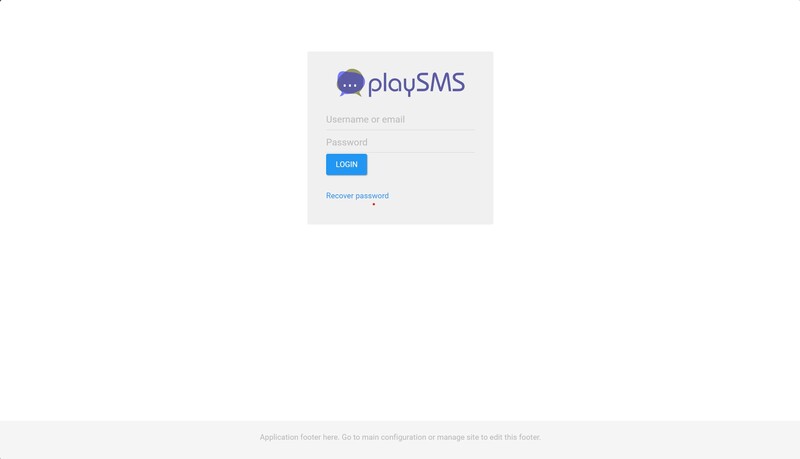 playSMS
Username or email
Password
LOGIN
Recover password
Application footer here. Go to main configuration or manage site to edit this footer.